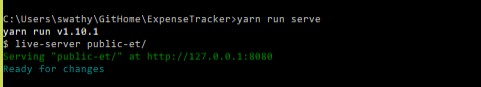 C:\Users\swathy\GitHome\ExpenseTracker>yarn run serve
yarn run v1.10.1
$ live-server public-et/
Serving "public-et/" at http://127.0.0.1:8080
Ready for changes